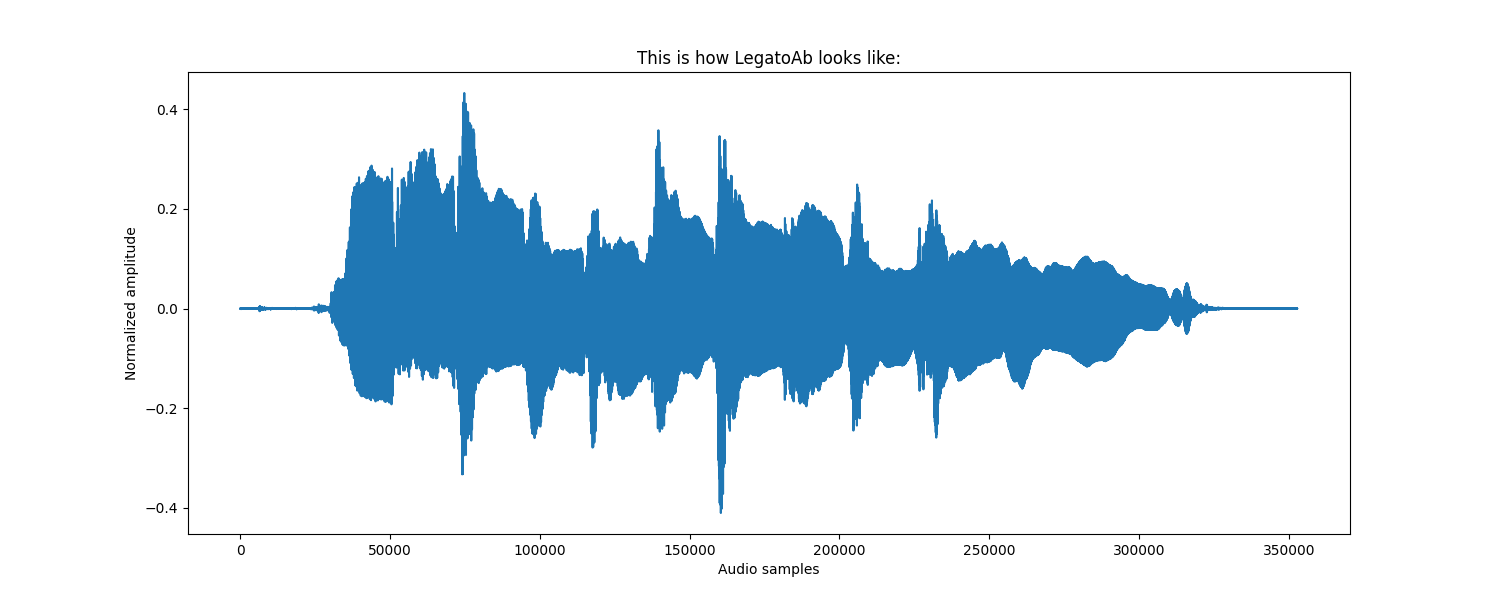 This is how LegatoAb looks like:
0.4
0.2
0.0
−0.2
−0.4
Normalized amplitude
0 50000 100000 150000 200000 250000 300000 350000
Audio samples